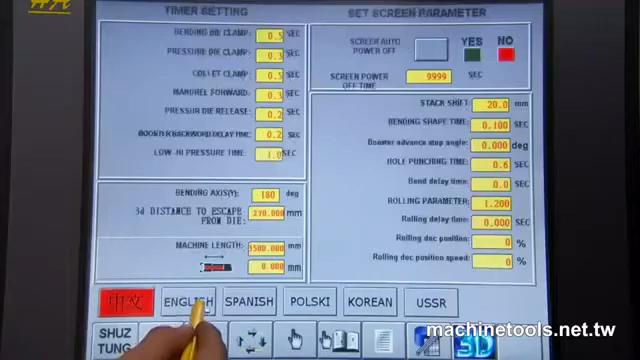 TIMER SETTING
BENDING DIE CLAMP: 0.5 SEC
PRESSURE DIE CLAMP: 0.3 SEC
COLLET CLAMP: 0.5 SEC
MANDREL FORWARD: 0.3 SEC
PRESSUR DIE RELEASE: 0.2 SEC
BOOSTER BACKWORD DELAY TIME: 0.2 SEC
LOW-HI PRESSURE TIME: 1.0 SEC
BENDING AXIS(Y): 180 deg
3d DISTANCE TO ESCAPE FROM DIE: 270.000 mm
MACHINE LENGTH: 3500.000 mm
0.000 mm
SET SCREEN PARAMETER
SCREEN AUTO POWER OFF YES NO
SCREEN POWER OFF TIME 9999 SEC
STACK SHIFT: 20.0 mm
BENDING SHAPE TIME: 0.100 SEC
Booster advance stop angle: 0.000 deg
HOLE PUNCHING TIME: 0.6 SEC
Bend delay time: 0.0 SEC
ROLLING PARAMETER: 1.200
Rolling delay time: 0.000 SEC
Rolling dec position: 0 %
Rolling dec position speed: 0 %
中文 ENGLISH SPANISH POLSKI KOREAN USSR
SHUZ TUNG
3D
machinetools.net.tw